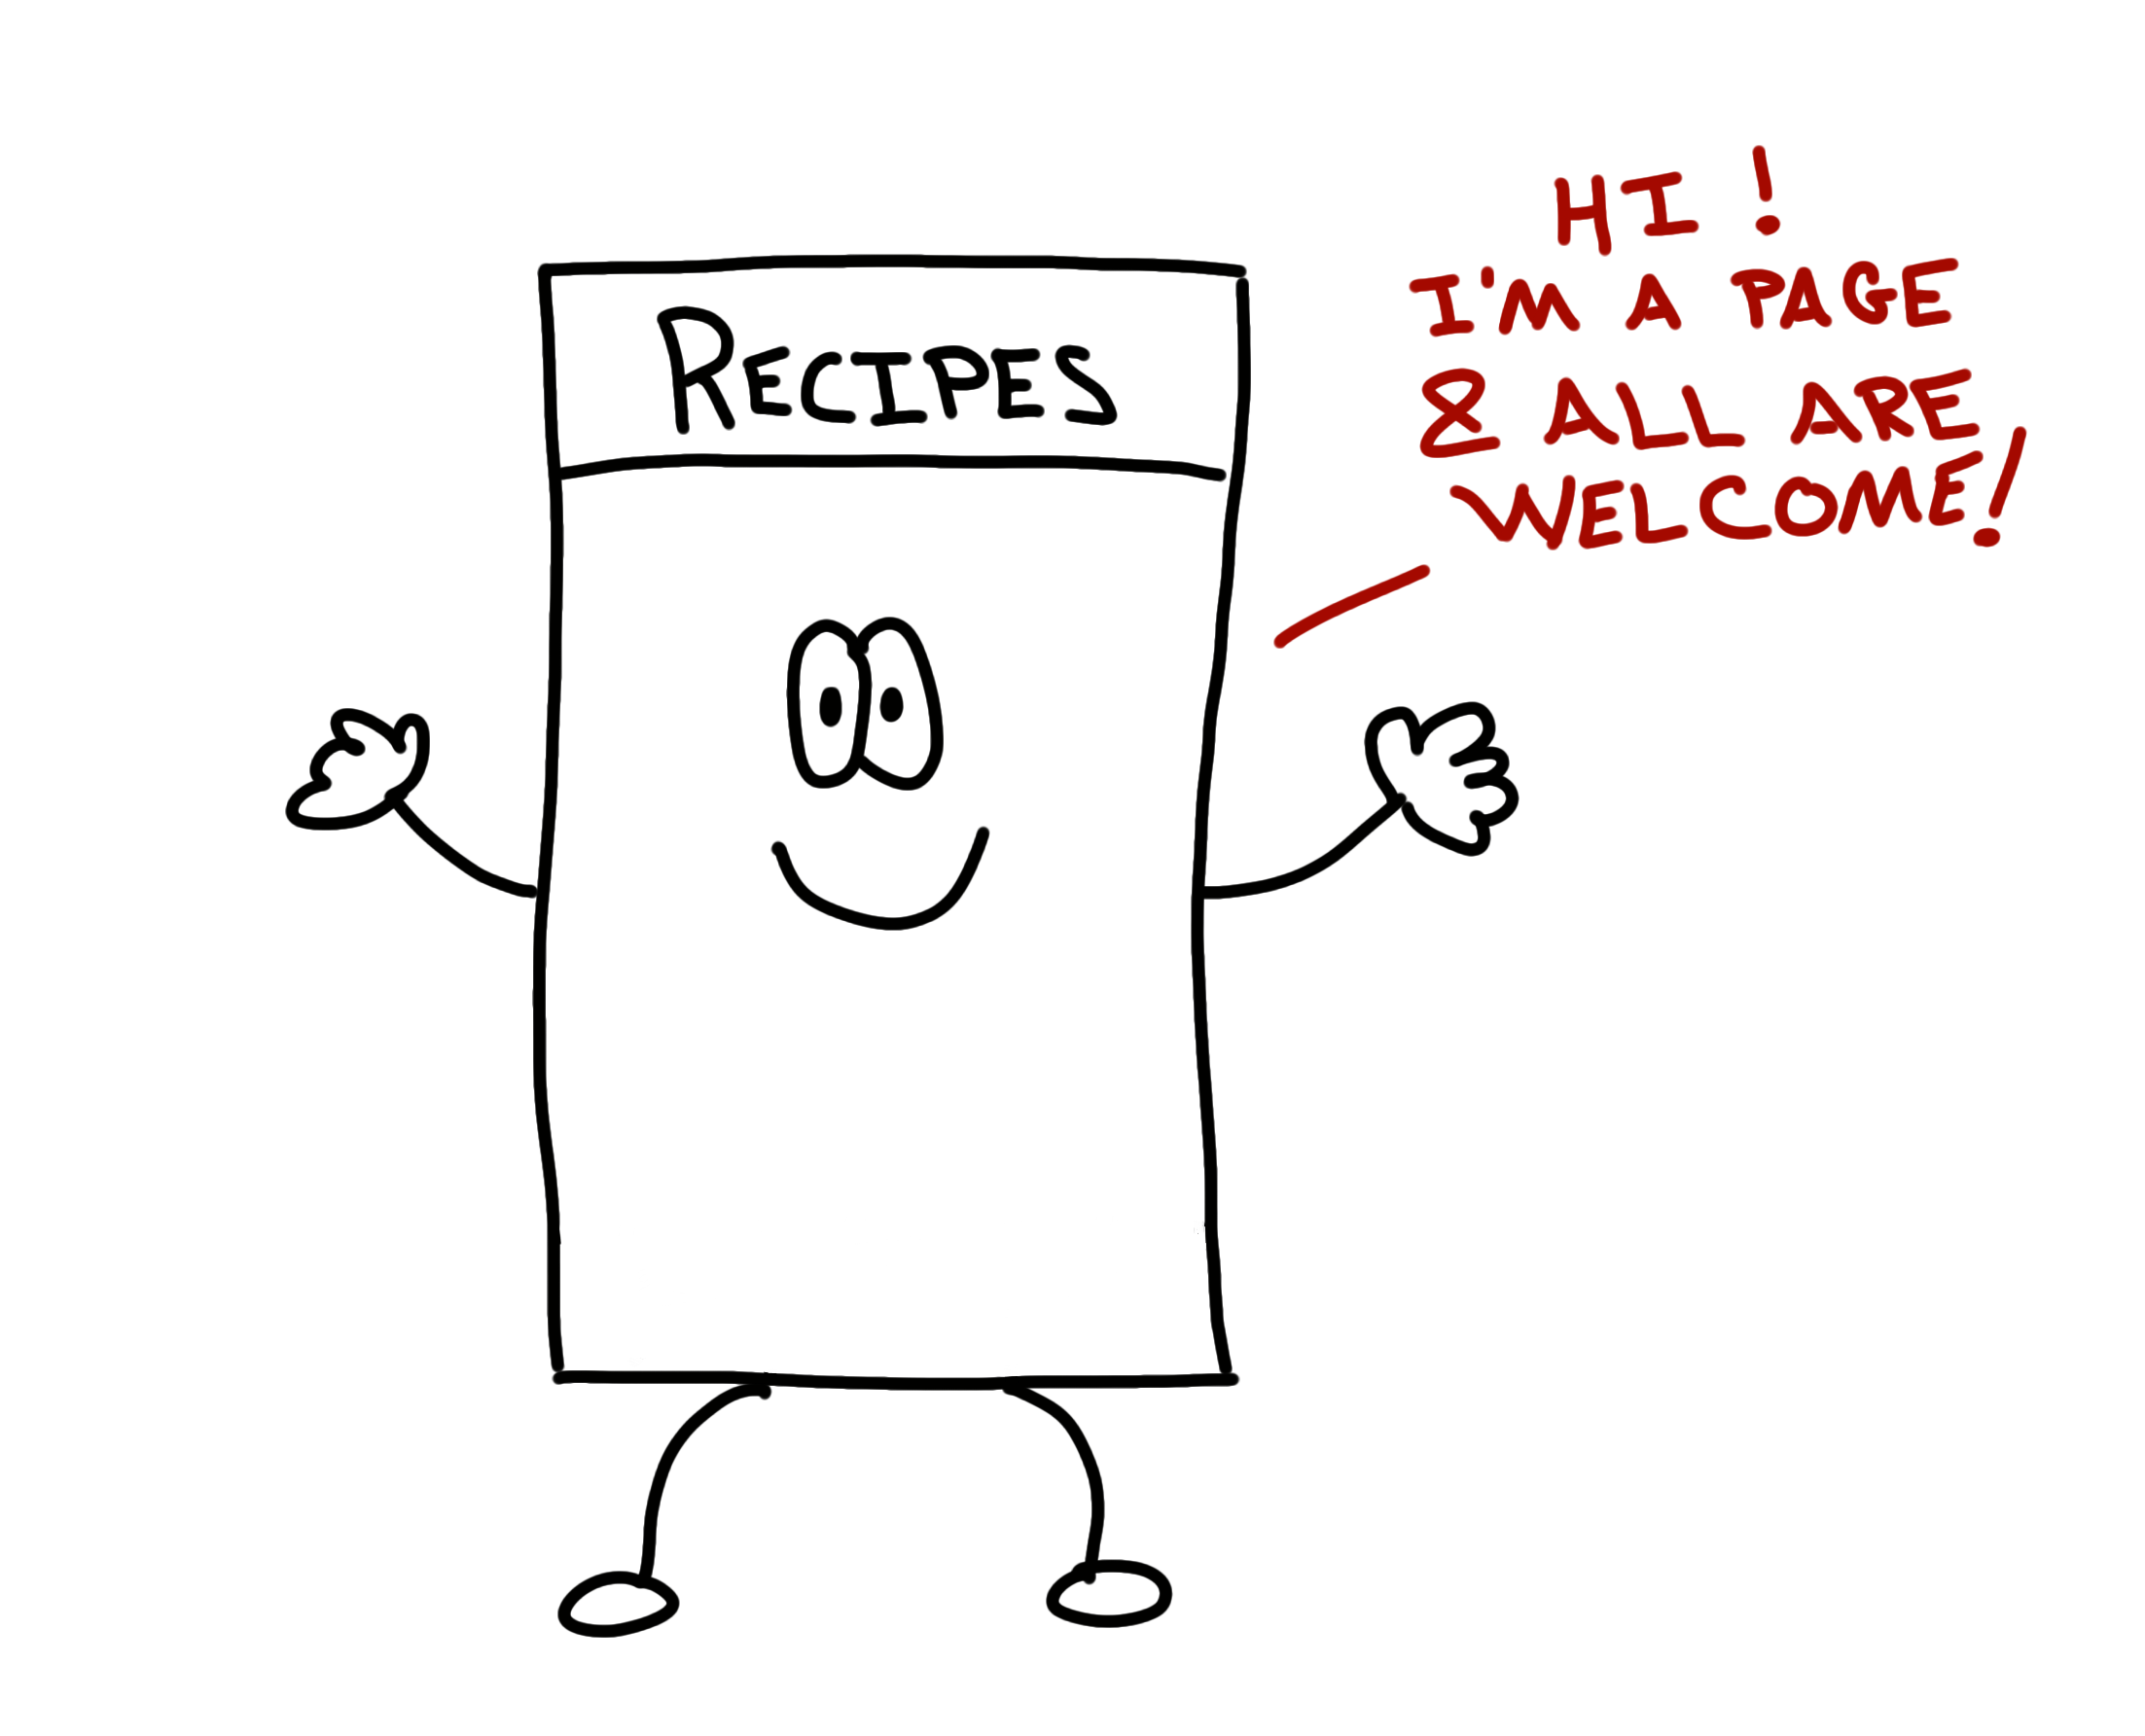 RECIPES
HI!
I'M A PAGE
& ALL ARE
WELCOME!